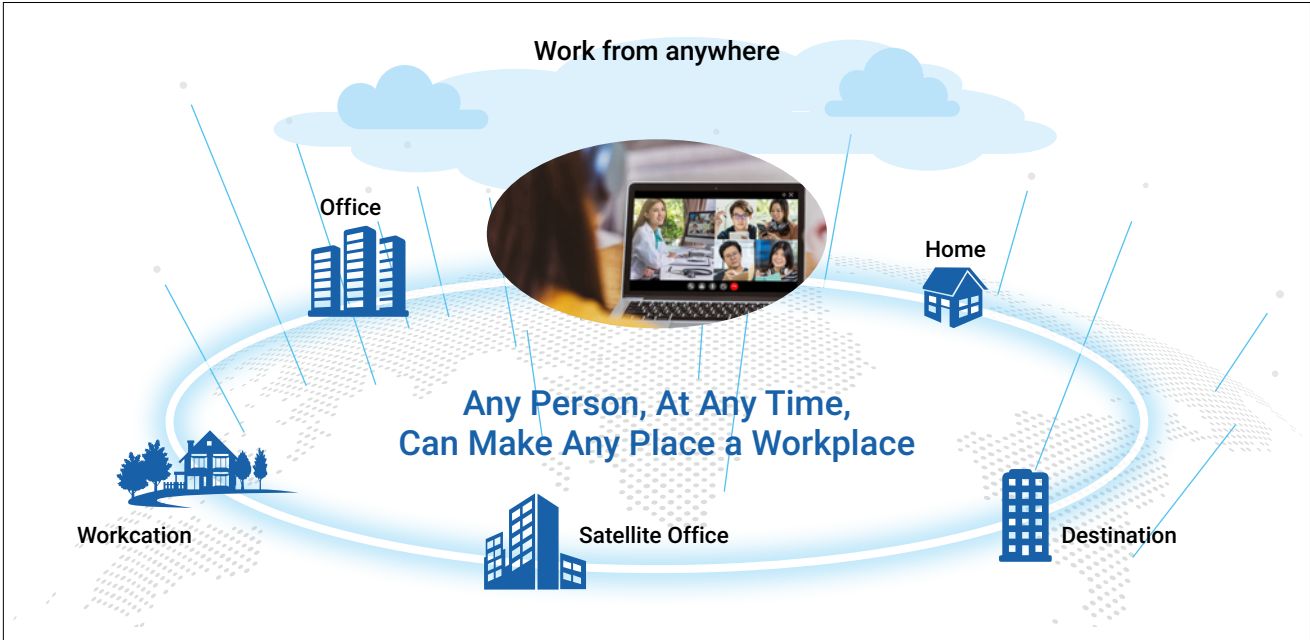 Work from anywhere
Office
Home
Any Person, At Any Time,
Can Make Any Place a Workplace
Workcation
Satellite Office
Destination